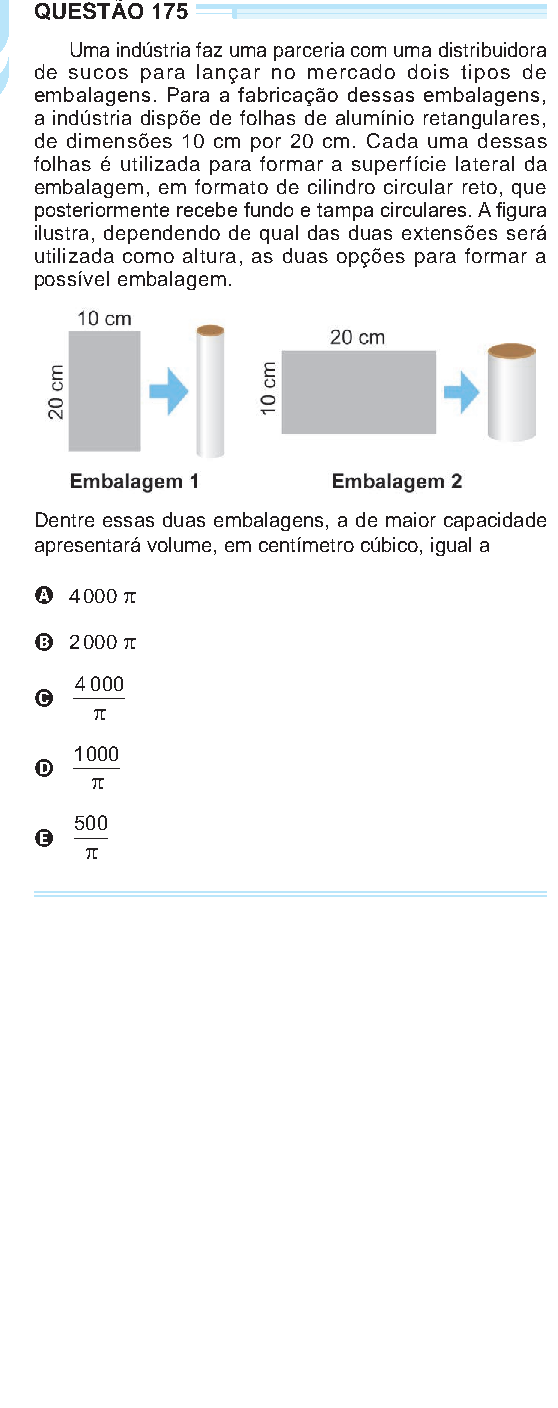 QUESTÃO 175
Uma indústria faz uma parceria com uma distribuidora
de sucos para lançar no mercado dois tipos de
embalagens. Para a fabricação dessas embalagens,
a indústria dispõe de folhas de alumínio retangulares,
de dimensões 10 cm por 20 cm. Cada uma dessas
folhas é utilizada para formar a superfície lateral da
embalagem, em formato de cilindro circular reto, que
posteriormente recebe fundo e tampa circulares. A figura
ilustra, dependendo de qual das duas extensões será
utilizada como altura, as duas opções para formar a
possível embalagem.
10 cm
20 cm
20 cm
10 cm
Embalagem 1
Embalagem 2
Dentre essas duas embalagens, a de maior capacidade
apresentará volume, em centímetro cúbico, igual a
A 4 000 π
B 2 000 π
C 4 000
π
D 1000
π
E 500
π